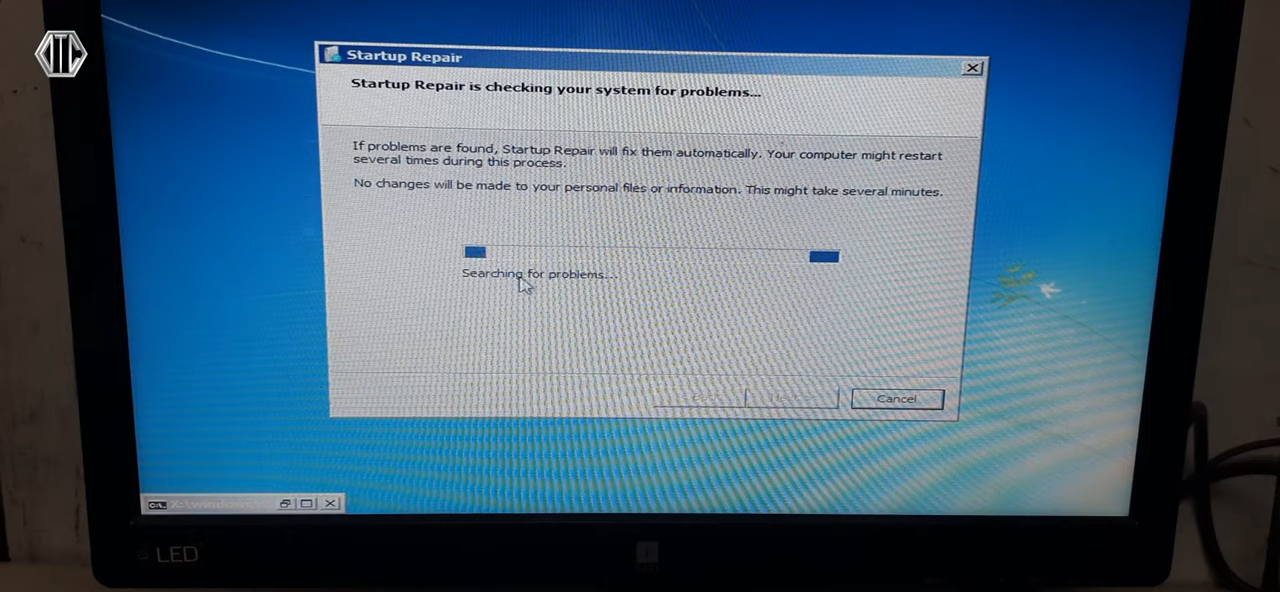 MTC
Startup Repair
Startup Repair is checking your system for problems...
If problems are found, Startup Repair will fix them automatically. Your computer might restart
several times during this process.
No changes will be made to your personal files or information. This might take several minutes.
Searching for problems...
Cancel
LED